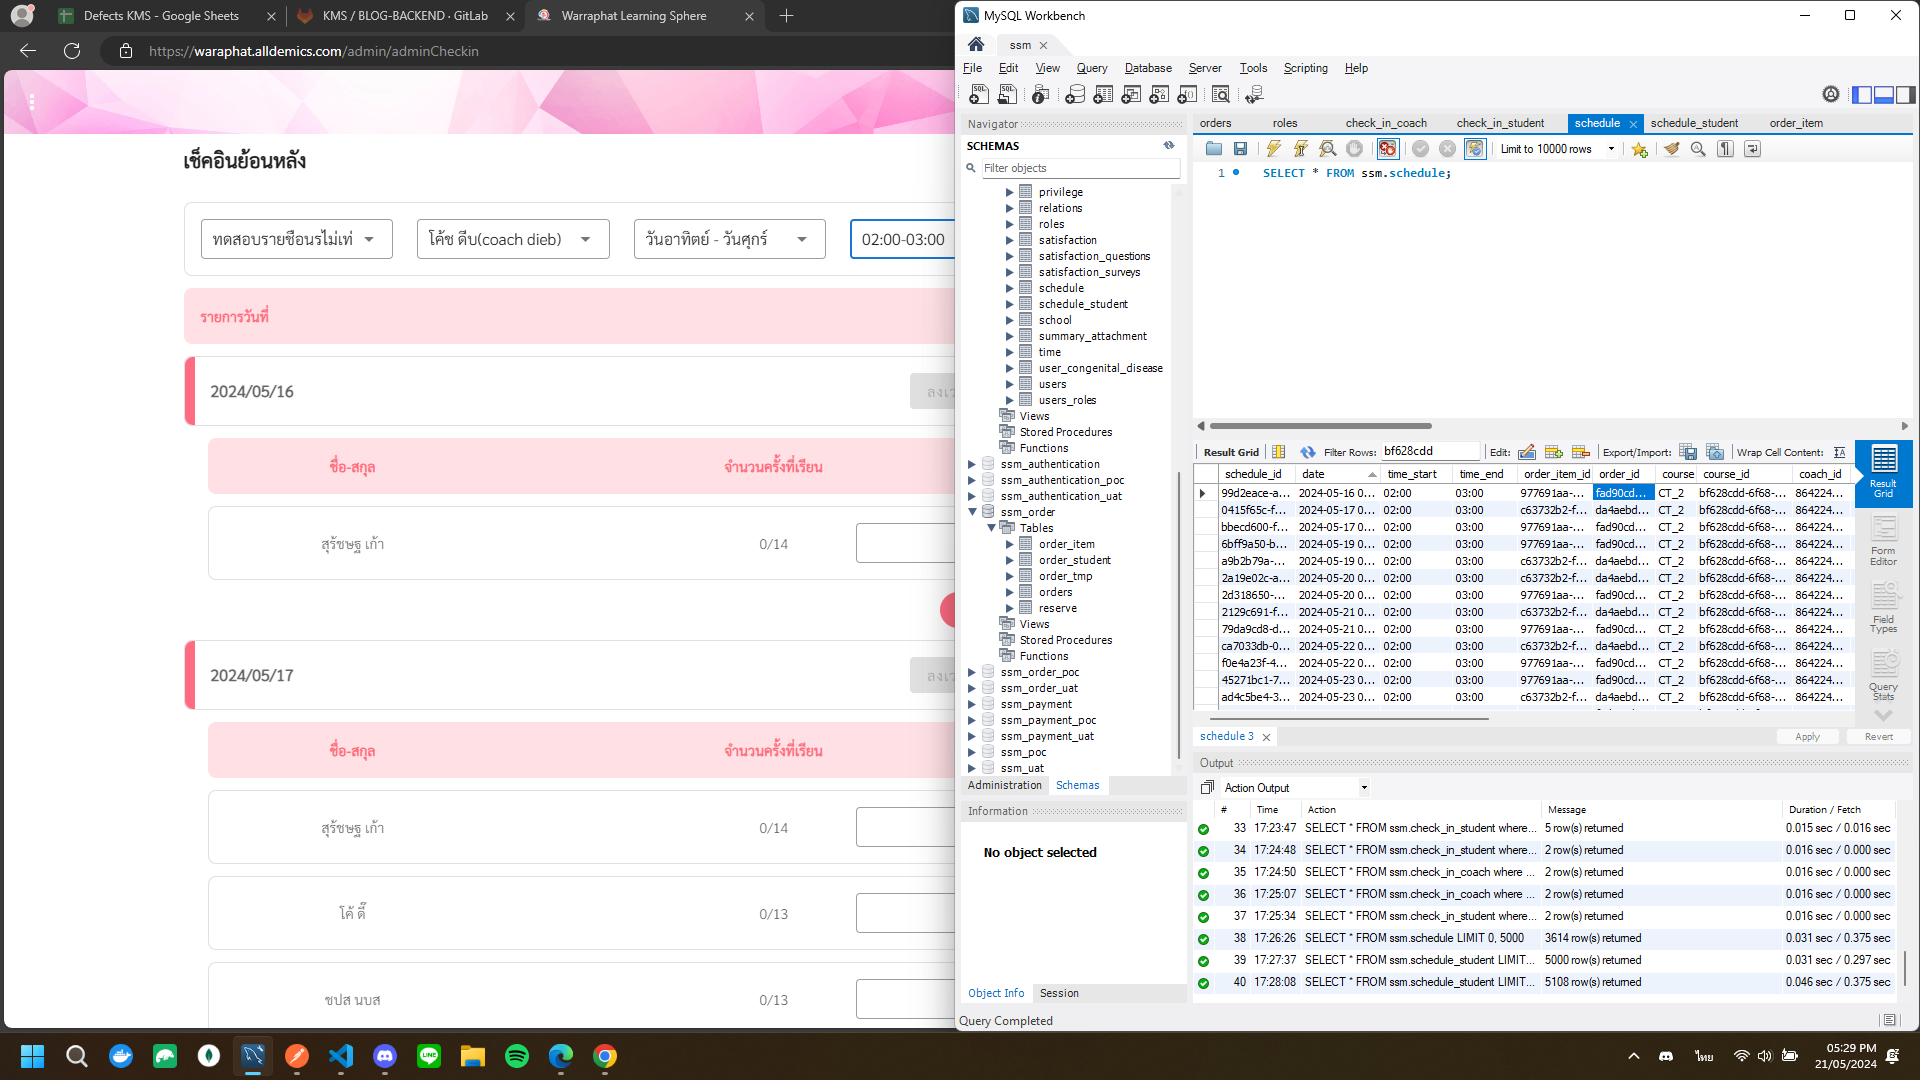 Defects KMS - Google Sheets
KMS / BLOG-BACKEND · GitLab
Warraphat Learning Sphere
https://waraphat.alldemics.com/admin/adminCheckin
เช็คอินย้อนหลัง
ทดสอบรายชื่อนรไม่เท่
โค้ช ดีบ(coach dieb)
วันอาทิตย์ - วันศุกร์
02:00-03:00
รายการวันที่
2024/05/16
ลงเว
ชื่อ-สกุล จำนวนครั้งที่เรียน
สุรัชษฐ เก้า 0/14
2024/05/17
ลงเว
ชื่อ-สกุล จำนวนครั้งที่เรียน
สุรัชษฐ เก้า 0/14
โค้ ดี๊ 0/13
ชปส นบส 0/13
MySQL Workbench
ssm
File Edit View Query Database Server Tools Scripting Help
Navigator
SCHEMAS
Filter objects
privilege
relations
roles
satisfaction
satisfaction_questions
satisfaction_surveys
schedule
schedule_student
school
summary_attachment
time
user_congenital_disease
users
users_roles
Views
Stored Procedures
Functions
ssm_authentication
ssm_authentication_poc
ssm_authentication_uat
ssm_order
Tables
order_item
order_student
order_tmp
orders
reserve
Views
Stored Procedures
Functions
ssm_order_poc
ssm_order_uat
ssm_payment
ssm_payment_poc
ssm_payment_uat
ssm_poc
ssm_uat
Administration Schemas
Information
No object selected
Object Info Session
Query Completed
orders roles check_in_coach check_in_student schedule schedule_student order_item
Limit to 10000 rows
1 SELECT * FROM ssm.schedule;
Result Grid Filter Rows: bf628cdd Edit: Export/Import: Wrap Cell Content:
schedule_id date time_start time_end order_item_id order_id course course_id coach_id
99d2eace-a... 2024-05-16 0... 02:00 03:00 977691aa-... fad90cd... CT_2 bf628cdd-6f68-... 864224...
0415f65c-f... 2024-05-17 0... 02:00 03:00 c63732b2-f... da4aebd... CT_2 bf628cdd-6f68-... 864224...
bbecd600-f... 2024-05-17 0... 02:00 03:00 977691aa-... fad90cd... CT_2 bf628cdd-6f68-... 864224...
6bff9a50-b... 2024-05-19 0... 02:00 03:00 977691aa-... fad90cd... CT_2 bf628cdd-6f68-... 864224...
a9b2b79a-... 2024-05-19 0... 02:00 03:00 c63732b2-f... da4aebd... CT_2 bf628cdd-6f68-... 864224...
2a19e02c-a... 2024-05-20 0... 02:00 03:00 c63732b2-f... da4aebd... CT_2 bf628cdd-6f68-... 864224...
2d318650-... 2024-05-20 0... 02:00 03:00 977691aa-... fad90cd... CT_2 bf628cdd-6f68-... 864224...
2129c691-f... 2024-05-21 0... 02:00 03:00 c63732b2-f... da4aebd... CT_2 bf628cdd-6f68-... 864224...
79da9cd8-d... 2024-05-21 0... 02:00 03:00 977691aa-... fad90cd... CT_2 bf628cdd-6f68-... 864224...
ca7033db-0... 2024-05-22 0... 02:00 03:00 c63732b2-f... da4aebd... CT_2 bf628cdd-6f68-... 864224...
f0e4a23f-4... 2024-05-22 0... 02:00 03:00 977691aa-... fad90cd... CT_2 bf628cdd-6f68-... 864224...
45271bc1-7... 2024-05-23 0... 02:00 03:00 977691aa-... fad90cd... CT_2 bf628cdd-6f68-... 864224...
ad4c5be4-3... 2024-05-23 0... 02:00 03:00 c63732b2-f... da4aebd... CT_2 bf628cdd-6f68-... 864224...
Result Grid
Form Editor
Field Types
Query Stats
schedule 3
Apply Revert
Output
Action Output
# Time Action Message Duration / Fetch
33 17:23:47 SELECT * FROM ssm.check_in_student where... 5 row(s) returned 0.015 sec / 0.016 sec
34 17:24:48 SELECT * FROM ssm.check_in_student where... 2 row(s) returned 0.016 sec / 0.000 sec
35 17:24:50 SELECT * FROM ssm.check_in_coach where ... 2 row(s) returned 0.016 sec / 0.000 sec
36 17:25:07 SELECT * FROM ssm.check_in_coach where ... 2 row(s) returned 0.016 sec / 0.000 sec
37 17:25:34 SELECT * FROM ssm.check_in_student where... 2 row(s) returned 0.016 sec / 0.000 sec
38 17:26:26 SELECT * FROM ssm.schedule LIMIT 0, 5000 3614 row(s) returned 0.031 sec / 0.375 sec
39 17:27:37 SELECT * FROM ssm.schedule_student LIMIT... 5000 row(s) returned 0.031 sec / 0.297 sec
40 17:28:08 SELECT * FROM ssm.schedule_student LIMIT... 5108 row(s) returned 0.046 sec / 0.375 sec
ไทย
05:29 PM
21/05/2024